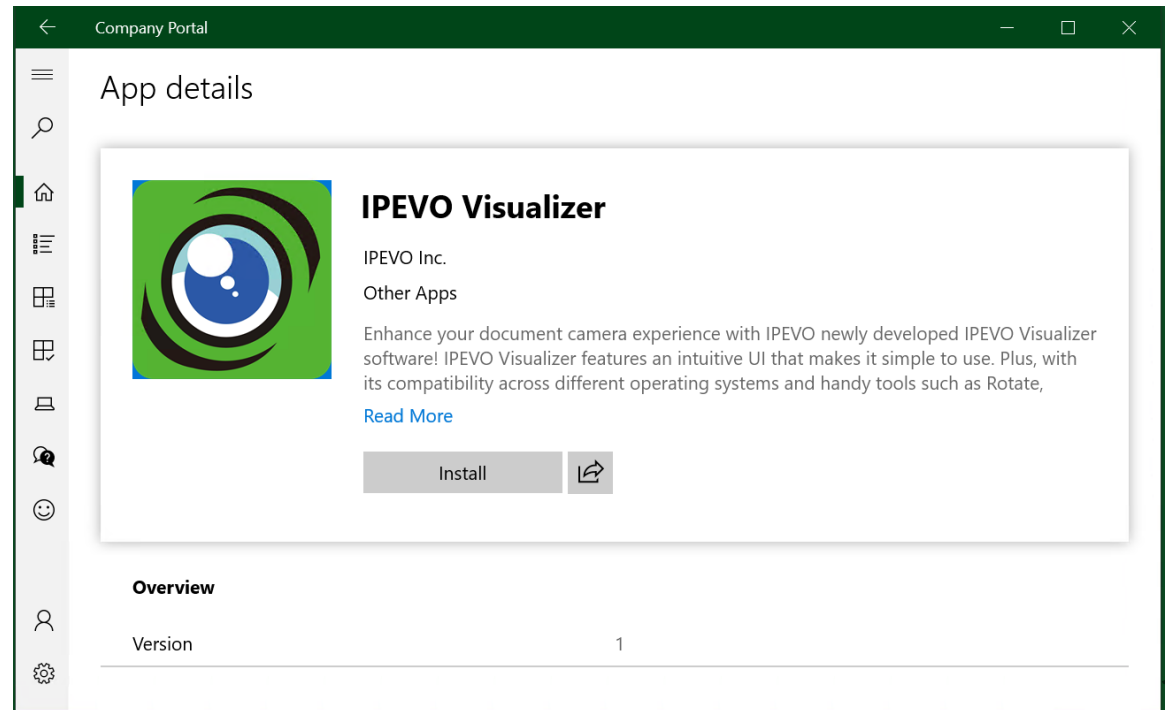 Company Portal
App details
IPEVO Visualizer
IPEVO Inc.
Other Apps
Enhance your document camera experience with IPEVO newly developed IPEVO Visualizer
software! IPEVO Visualizer features an intuitive UI that makes it simple to use. Plus, with
its compatibility across different operating systems and handy tools such as Rotate,
Read More
Install
Overview
Version 1